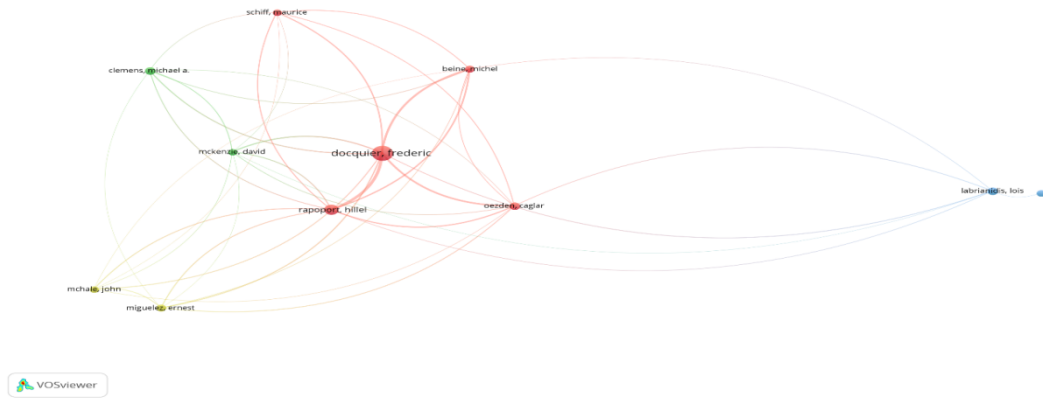 schiff, maurice
clemens, michael a.
beine, michel
mckenzie, david
docquier, frederic
labrianidis, lois
rapoport, hillel
oezden, caglar
mchale, john
miguelez, ernest
VOSviewer